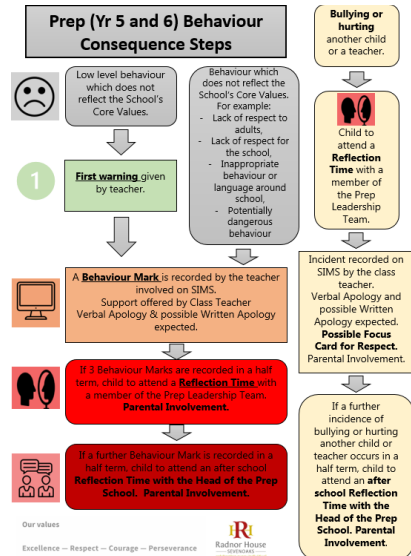 Prep (Yr 5 and 6) Behaviour
Consequence Steps
Low level behaviour
which does not
reflect the School's
Core Values.
1
First warning given
by teacher.
Behaviour which
does not reflect the
School's Core Values.
For example:
- Lack of respect to
adults,
- Lack of respect for
the school,
- Inappropriate
behaviour or
language around
school,
- Potentially
dangerous
behaviour
A Behaviour Mark is recorded by the teacher
involved on SIMS.
Support offered by Class Teacher
Verbal Apology & possible Written Apology
expected.
If 3 Behaviour Marks are recorded in a half
term, child to attend a Reflection Time with
a member of the Prep Leadership Team.
Parental Involvement.
If a further Behaviour Mark is recorded in a
half term, child to attend an after school
Reflection Time with the Head of the Prep
School. Parental Involvement.
Bullying or
hurting
another child
or a teacher.
Child to
attend a
Reflection
Time with a
member of
the Prep
Leadership
Team.
Incident recorded on
SIMS by the class
teacher.
Verbal Apology and
possible Written
Apology expected.
Possible Focus
Card for Respect.
Parental Involvement.
If a further
incidence of
bullying or hurting
another child or
teacher occurs in a
half term, child to
attend an after
school Reflection
Time with the
Head of the Prep
School. Parental
Involvement.
Our values
Excellence — Respect — Courage — Perseverance
R
Radnor House
SEVENOAKS